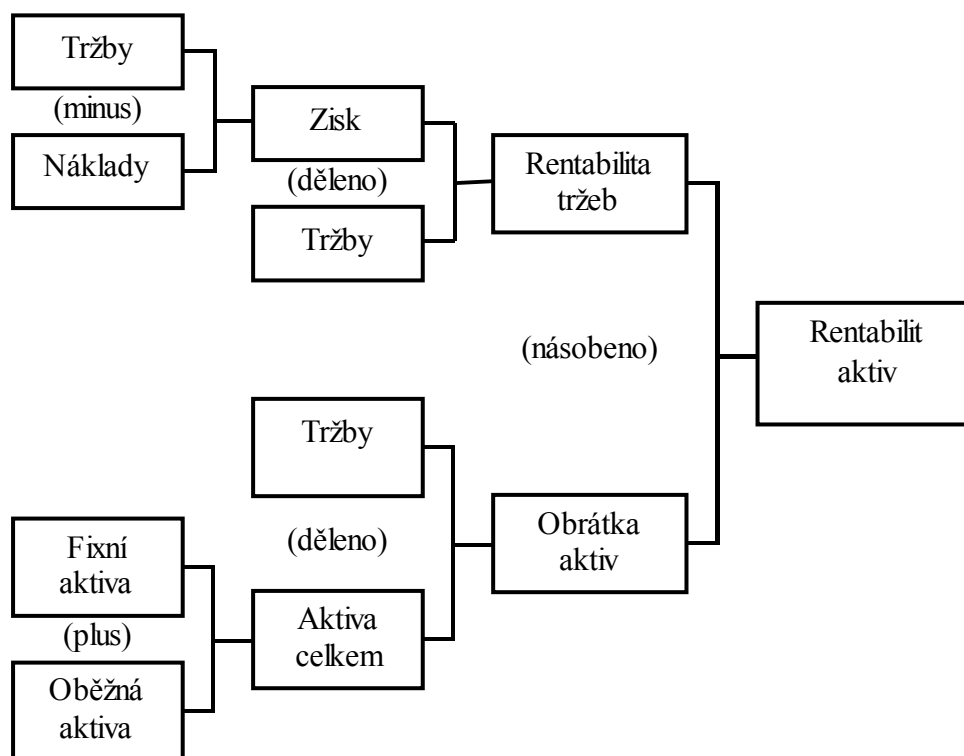 Tržby
(minus)
Náklady
Zisk
(děleno)
Tržby
Rentabilita
tržeb
(násobeno)
Rentabilit
aktiv
Tržby
(děleno)
Obrátka
aktiv
Fixní
aktiva
(plus)
Oběžná
aktiva
Aktiva
celkem